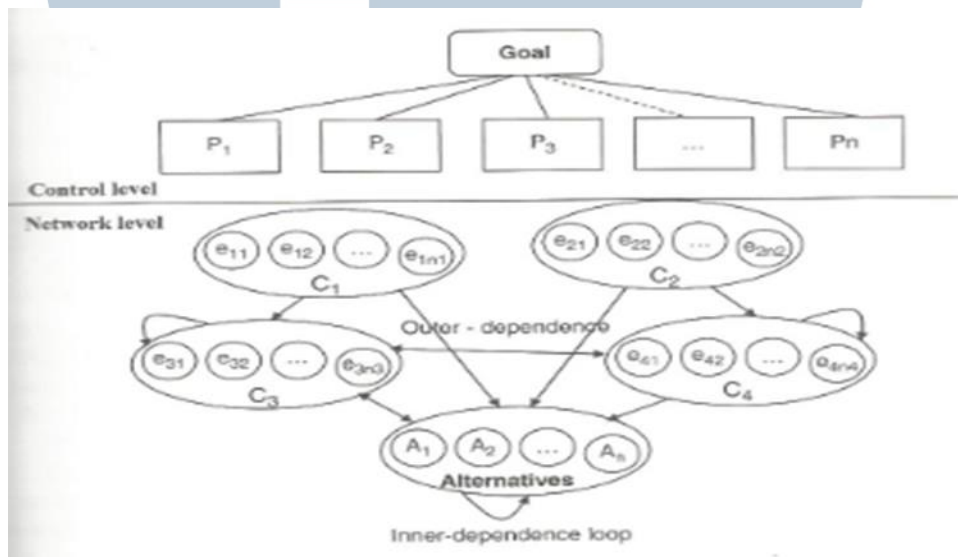 Goal
P₁ P₂ P₃ ... Pn
Control level
Network level
e₁₁ e₁₂ ... e₁ₙ₁
C₁
e₂₁ e₂₂ ... e₂ₙ₂
C₂
Outer - dependence
e₃₁ e₃₂ ... e₃ₙ₃
C₃
e₄₁ e₄₂ ... e₄ₙ₄
C₄
A₁ A₂ ... Aₙ
Alternatives
Inner-dependence loop